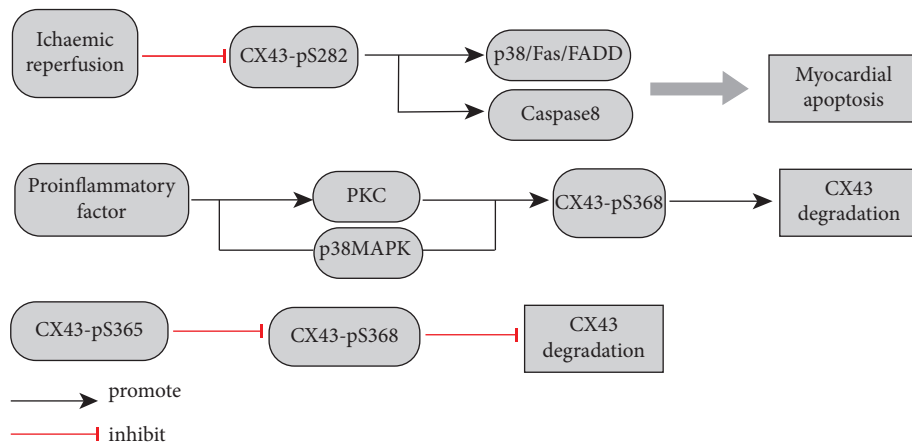 Ichaemic
reperfusion
CX43-pS282
p38/Fas/FADD
Caspase8
Myocardial
apoptosis
Proinflammatory
factor
PKC
p38MAPK
CX43-pS368
CX43
degradation
CX43-pS365
CX43-pS368
CX43
degradation
promote
inhibit